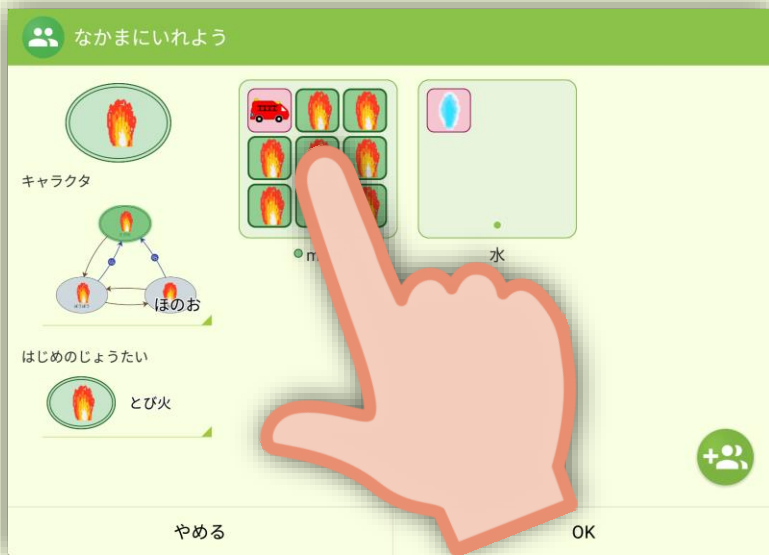 なかまにいれよう
キャラクタ
ほのお
はじめのじょうたい
とび火
水
やめる
OK